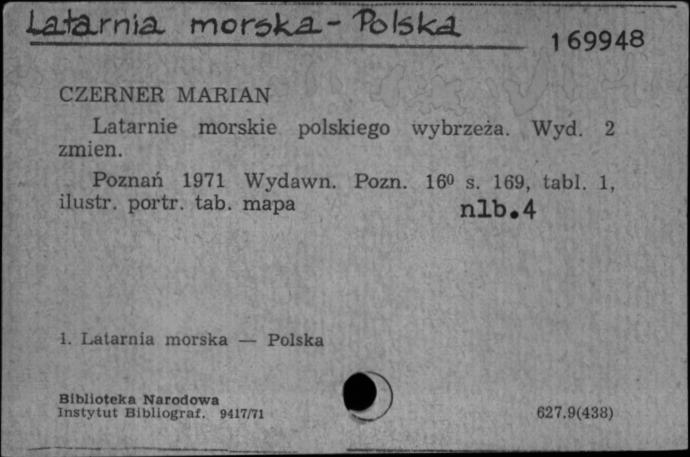 Latarnia morska - Polska
169948
CZERNER MARIAN
Latarnie morskie polskiego wybrzeża. Wyd. 2
zmien.
Poznań 1971 Wydawn. Pozn. 16⁰ s. 169, tabl. 1,
ilustr. portr. tab. mapa
nlb.4
1. Latarnia morska — Polska
Biblioteka Narodowa
Instytut Bibliograf. 9417/71
627.9(438)